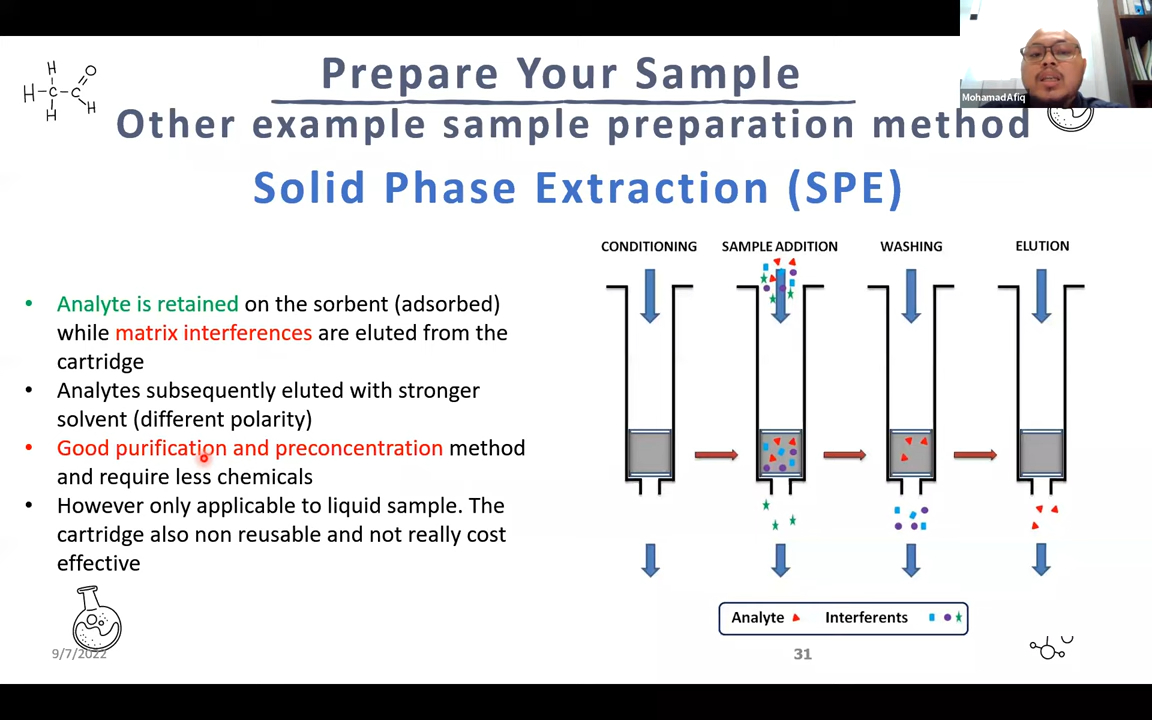 Prepare Your Sample
MohamadAfiq
Other example sample preparation method
Solid Phase Extraction (SPE)
H
O
H
C
C
H
H
CONDITIONING
SAMPLE ADDITION
WASHING
ELUTION
• Analyte is retained on the sorbent (adsorbed)
while matrix interferences are eluted from the
cartridge
• Analytes subsequently eluted with stronger
solvent (different polarity)
• Good purification and preconcentration method
and require less chemicals
• However only applicable to liquid sample. The
cartridge also non reusable and not really cost
effective
Analyte
Interferents
9/7/2022
31